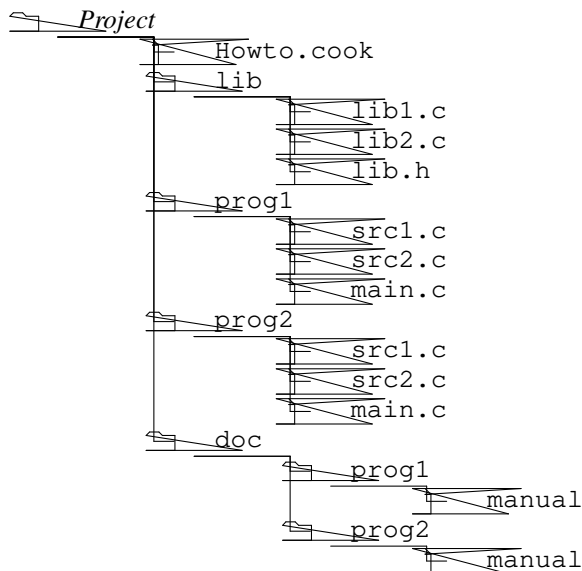 Project
Howto.cook
lib
lib1.c
lib2.c
lib.h
prog1
src1.c
src2.c
main.c
prog2
src1.c
src2.c
main.c
doc
prog1
manual
prog2
manual